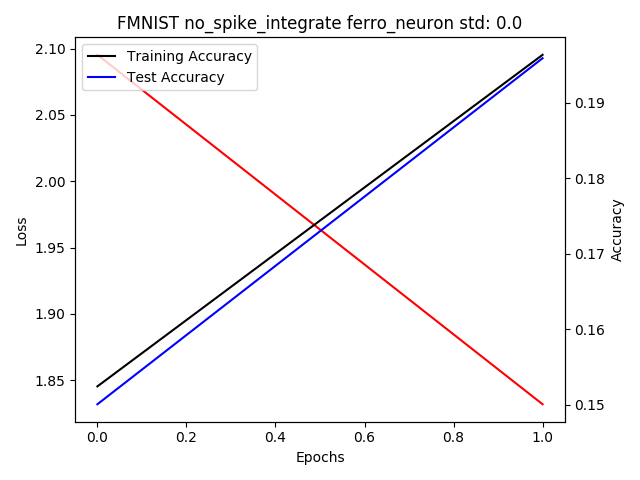 FMNIST no_spike_integrate ferro_neuron std: 0.0
Training Accuracy
Test Accuracy
2.10
2.05
2.00
1.95
1.90
1.85
Loss
0.19
0.18
0.17
0.16
0.15
Accuracy
0.0 0.2 0.4 0.6 0.8 1.0
Epochs